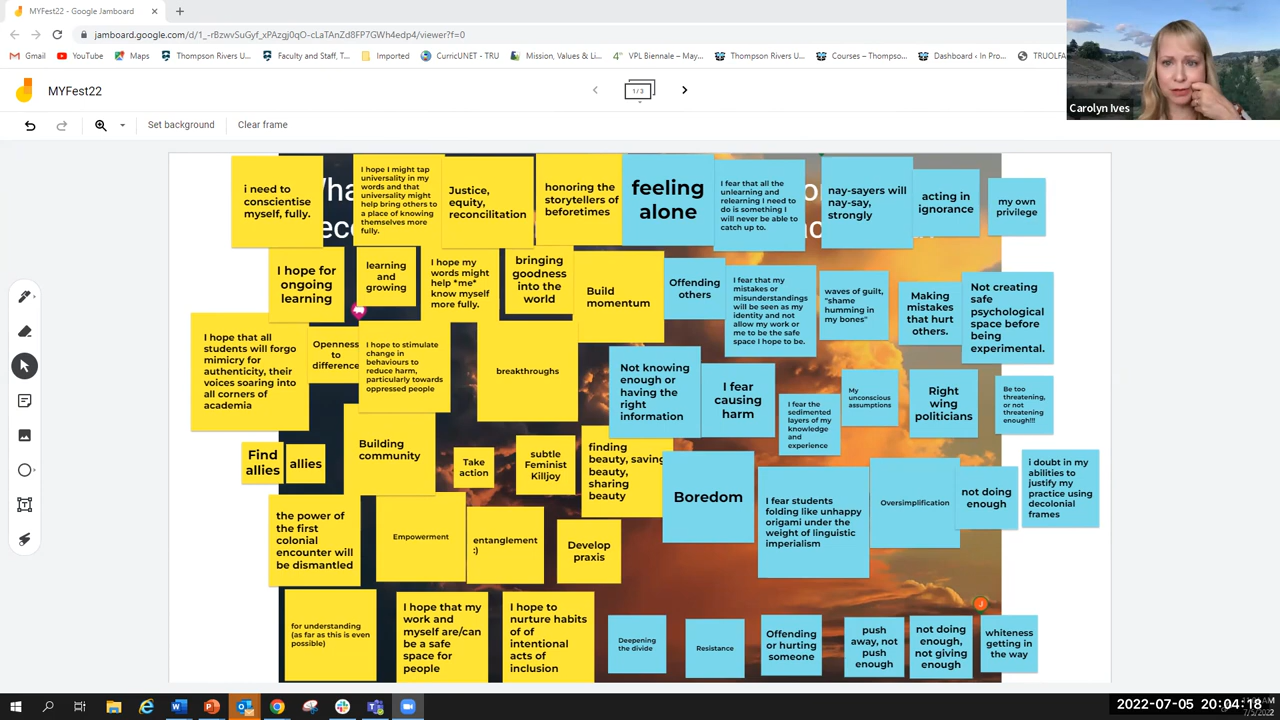 MYFest22 - Google Jamboard
jamboard.google.com/d/1_-rBzwvSuGyf_xPAzgj0qO-cLaTAnZd8FP7GWh4edp4/viewer?f=0
Gmail
YouTube
Maps
Thompson Rivers U...
Faculty and Staff, T...
Imported
CurricUNET - TRU
Mission, Values & Li...
VPL Biennale – May...
Thompson Rivers U...
Courses – Thompso...
Dashboard ‹ In Pro...
TRUOLFA
Carolyn Ives
MYFest22
1 / 3
Set background
Clear frame
i need to
conscientise
myself, fully.
I hope I might tap
universality in my
words and that
universality might
help bring others to
a place of knowing
themselves more
fully.
Justice,
equity,
reconcilitation
honoring the
storytellers of
beforetimes
feeling
alone
I fear that all the
unlearning and
relearning I need to
do is something I
will never be able to
catch up to.
nay-sayers will
nay-say,
strongly
acting in
ignorance
my own
privilege
I hope for
ongoing
learning
learning
and
growing
I hope my
words might
help *me*
know myself
more fully.
bringing
goodness
into the
world
Build
momentum
Offending
others
I fear that my
mistakes or
misunderstandings
will be seen as my
identity and not
allow my work or
me to be the safe
space I hope to be.
waves of guilt,
"shame
humming in
my bones"
Making
mistakes
that hurt
others.
Not creating
safe
psychological
space before
being
experimental.
I hope that all
students will forgo
mimicry for
authenticity, their
voices soaring into
all corners of
academia
Openness
to
difference
I hope to stimulate
change in
behaviours to
reduce harm,
particularly towards
oppressed people
breakthroughs
Not knowing
enough or
having the
right
information
I fear
causing
harm
I fear the
sedimented
layers of my
knowledge
and
experience
My
unconscious
assumptions
Right
wing
politicians
Be too
threatening,
or not
threatening
enough!!!
Find
allies
allies
Building
community
Take
action
subtle
Feminist
Killjoy
finding
beauty, saving
beauty,
sharing
beauty
Boredom
I fear students
folding like unhappy
origami under the
weight of linguistic
imperialism
Oversimplification
not doing
enough
i doubt in my
abilities to
justify my
practice using
decolonial
frames
the power of
the first
colonial
encounter will
be dismantled
Empowerment
entanglement
:)
Develop
praxis
for understanding
(as far as this is even
possible)
I hope that my
work and
myself are/can
be a safe
space for
people
I hope to
nurture habits
of of
intentional
acts of
inclusion
Deepening
the divide
Resistance
Offending
or hurting
someone
push
away, not
push
enough
not doing
enough,
not giving
enough
whiteness
getting in
the way
J
2022-07-05 20:04:18